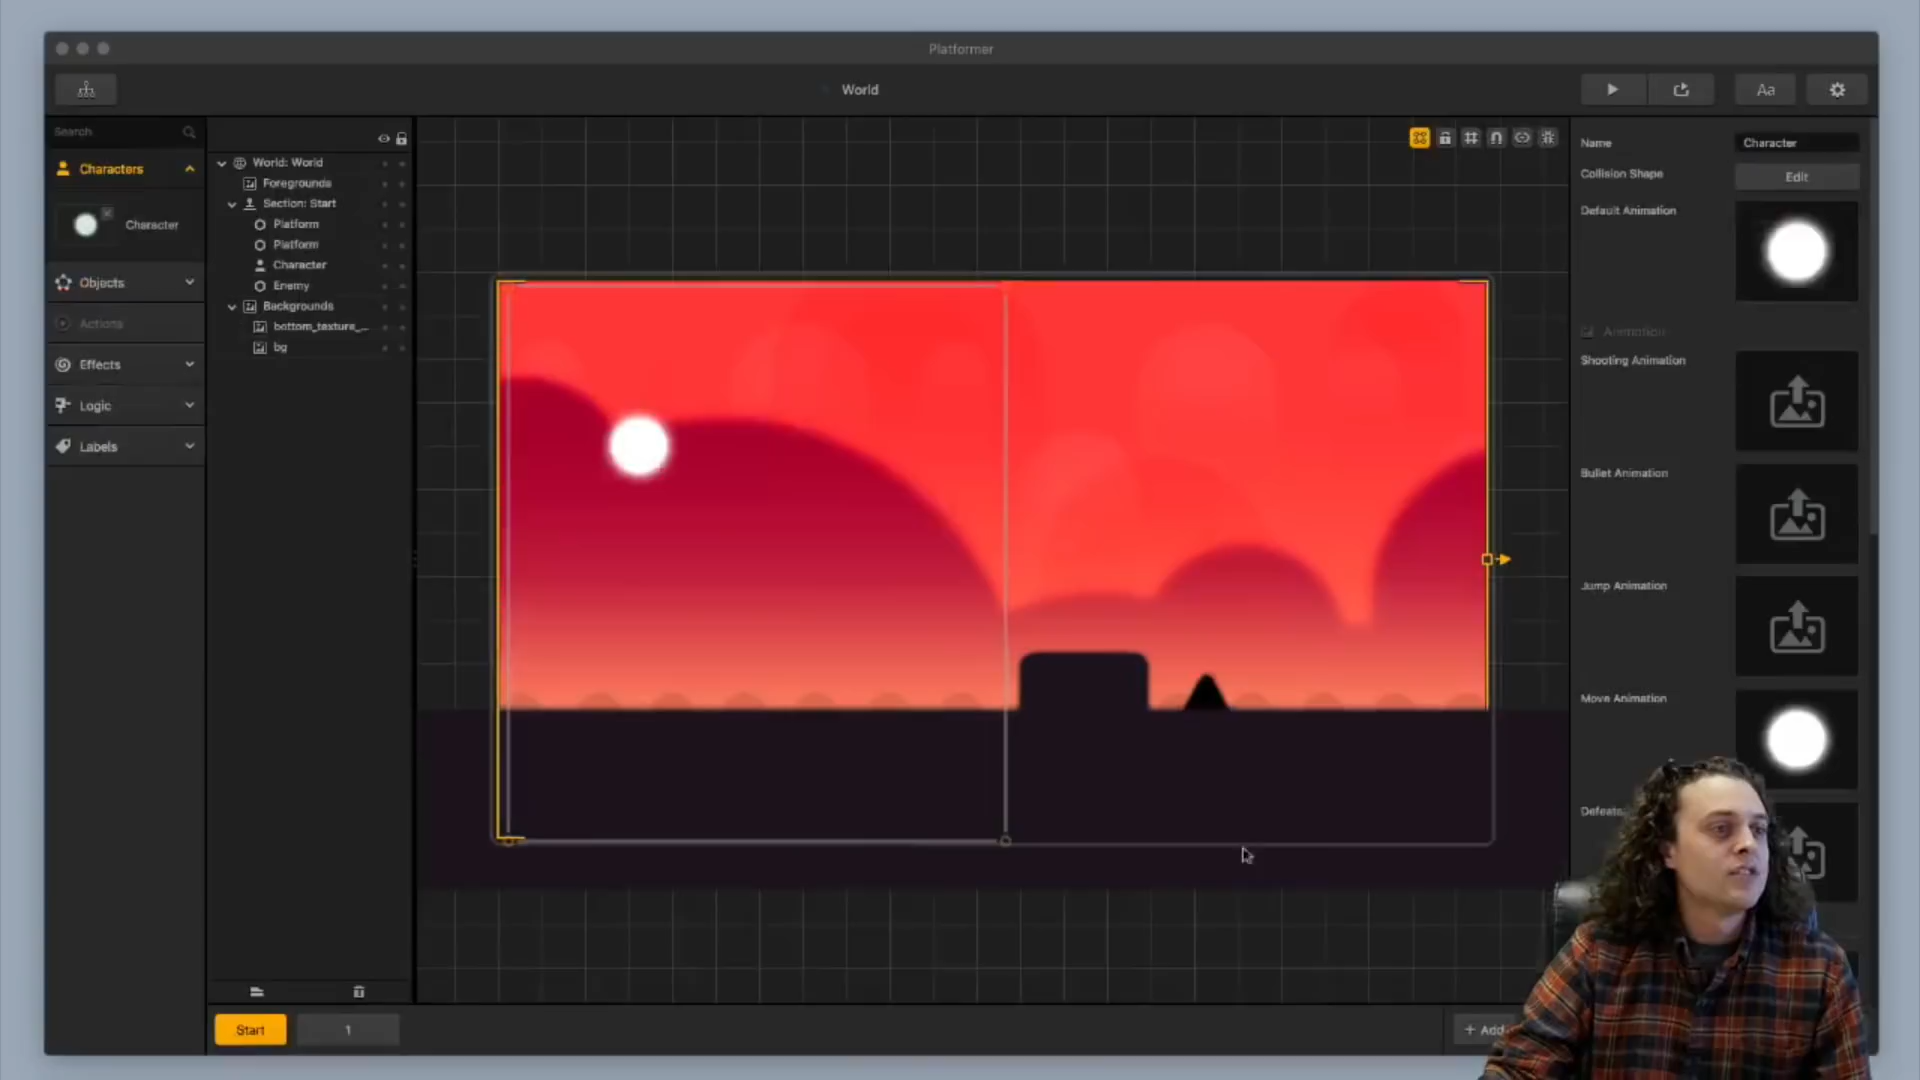 Platformer
World
Aa
Search
Characters
Character
Objects
Actions
Effects
Logic
Labels
World: World
Foregrounds
Section: Start
Platform
Platform
Character
Enemy
Backgrounds
bottom_texture_...
bg
Name
Character
Collision Shape
Edit
Default Animation
Animation
Shooting Animation
Bullet Animation
Jump Animation
Move Animation
Defeate
Start
1
+ Add